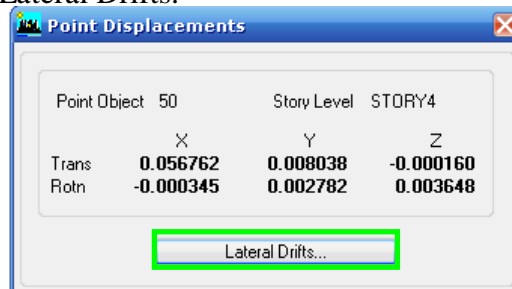 Lateral Drifts.
Point Displacements
Point Object 50 Story Level STORY4
X Y Z
Trans 0.056762 0.008038 -0.000160
Rotn -0.000345 0.002782 0.003648
Lateral Drifts...